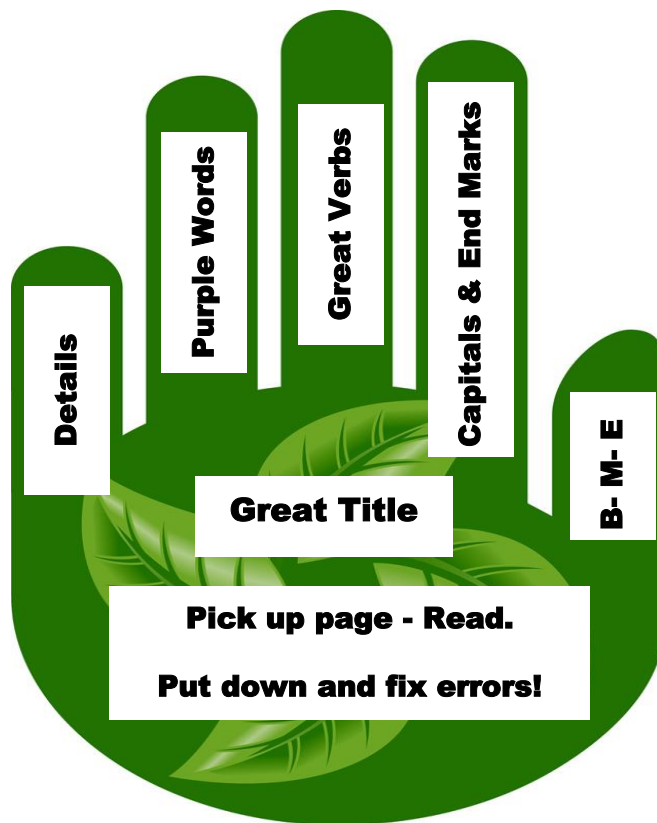 Details
Purple Words
Great Verbs
Capitals & End Marks
B- M- E
Great Title
Pick up page - Read.
Put down and fix errors!